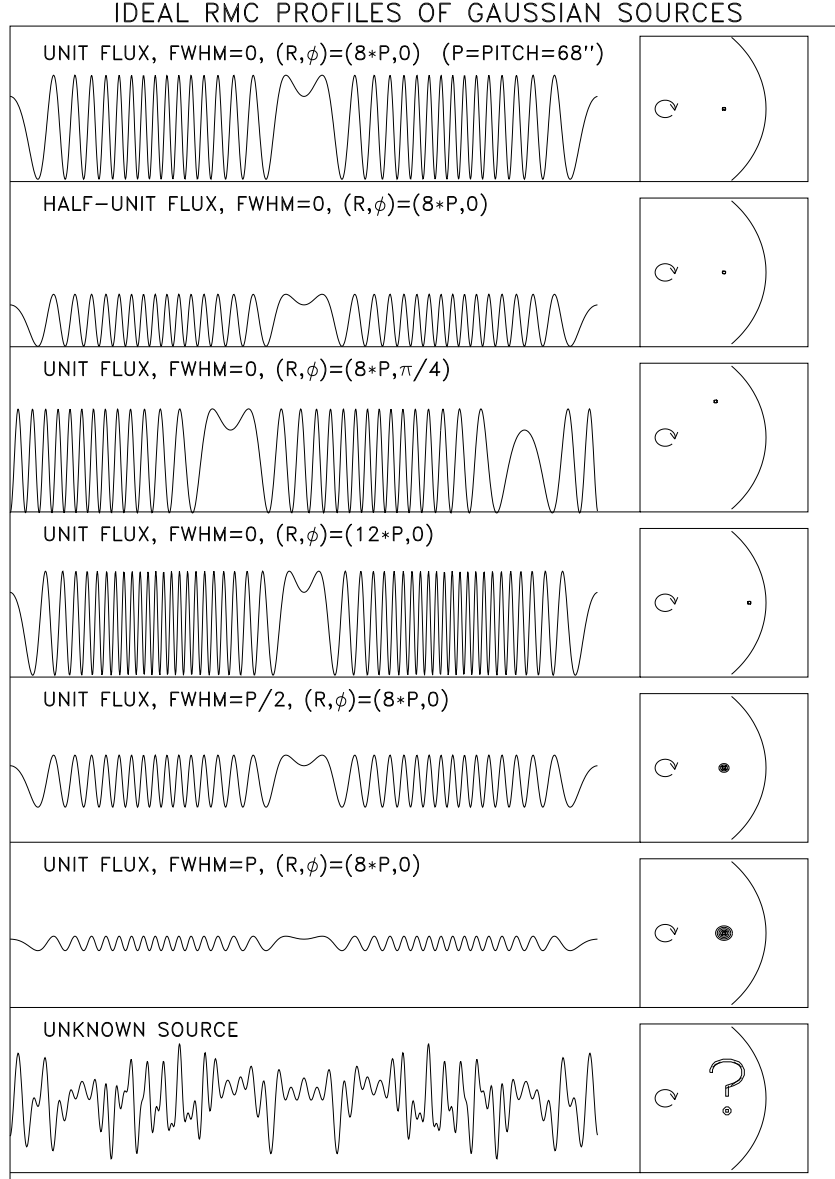 IDEAL RMC PROFILES OF GAUSSIAN SOURCES
UNIT FLUX, FWHM=0, (R,ϕ)=(8*P,0) (P=PITCH=68″)
HALF-UNIT FLUX, FWHM=0, (R,ϕ)=(8*P,0)
UNIT FLUX, FWHM=0, (R,ϕ)=(8*P,π/4)
UNIT FLUX, FWHM=0, (R,ϕ)=(12*P,0)
UNIT FLUX, FWHM=P/2, (R,ϕ)=(8*P,0)
UNIT FLUX, FWHM=P, (R,ϕ)=(8*P,0)
UNKNOWN SOURCE
?